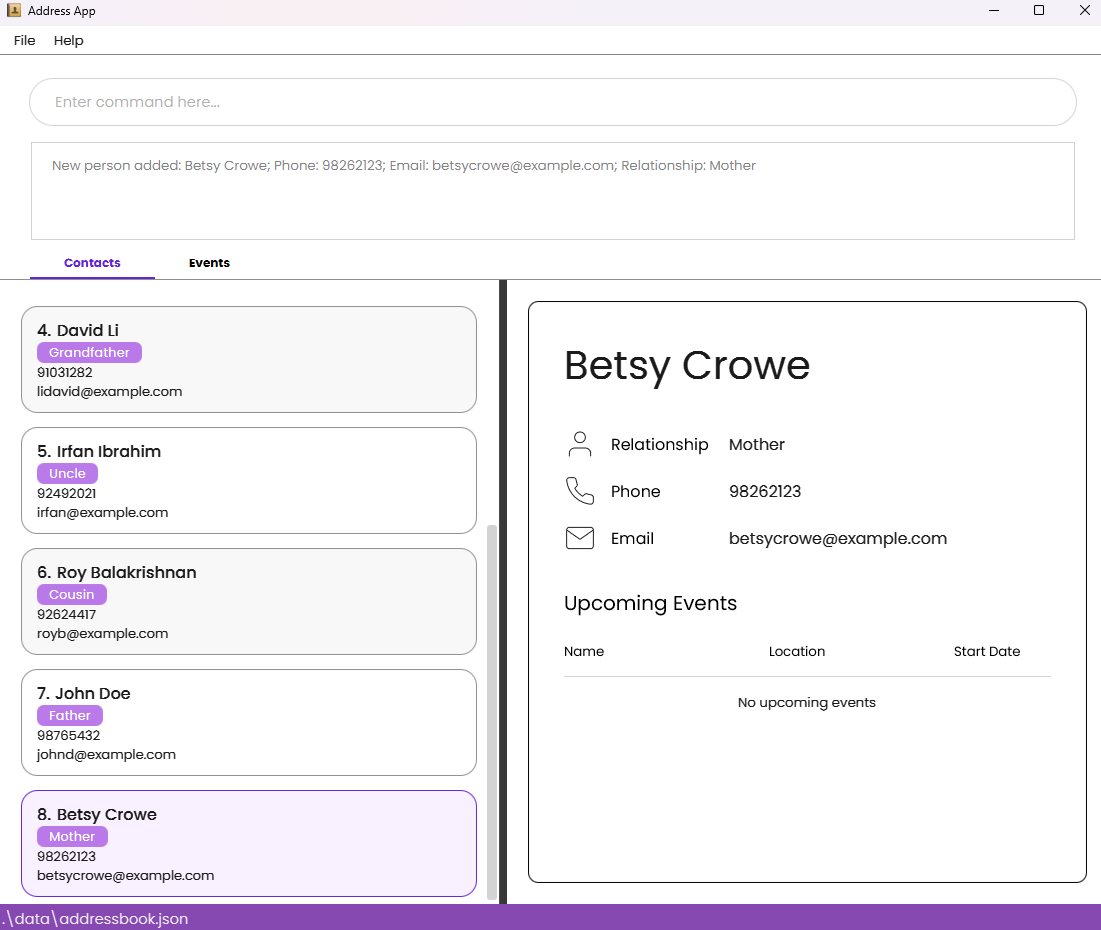 Address App
File Help
Enter command here...
New person added: Betsy Crowe; Phone: 98262123; Email: betsycrowe@example.com; Relationship: Mother
Contacts Events
4. David Li
Grandfather
91031282
lidavid@example.com
5. Irfan Ibrahim
Uncle
92492021
irfan@example.com
6. Roy Balakrishnan
Cousin
92624417
royb@example.com
7. John Doe
Father
98765432
johnd@example.com
8. Betsy Crowe
Mother
98262123
betsycrowe@example.com
Betsy Crowe
Relationship Mother
Phone 98262123
Email betsycrowe@example.com
Upcoming Events
Name Location Start Date
No upcoming events
.\data\addressbook.json